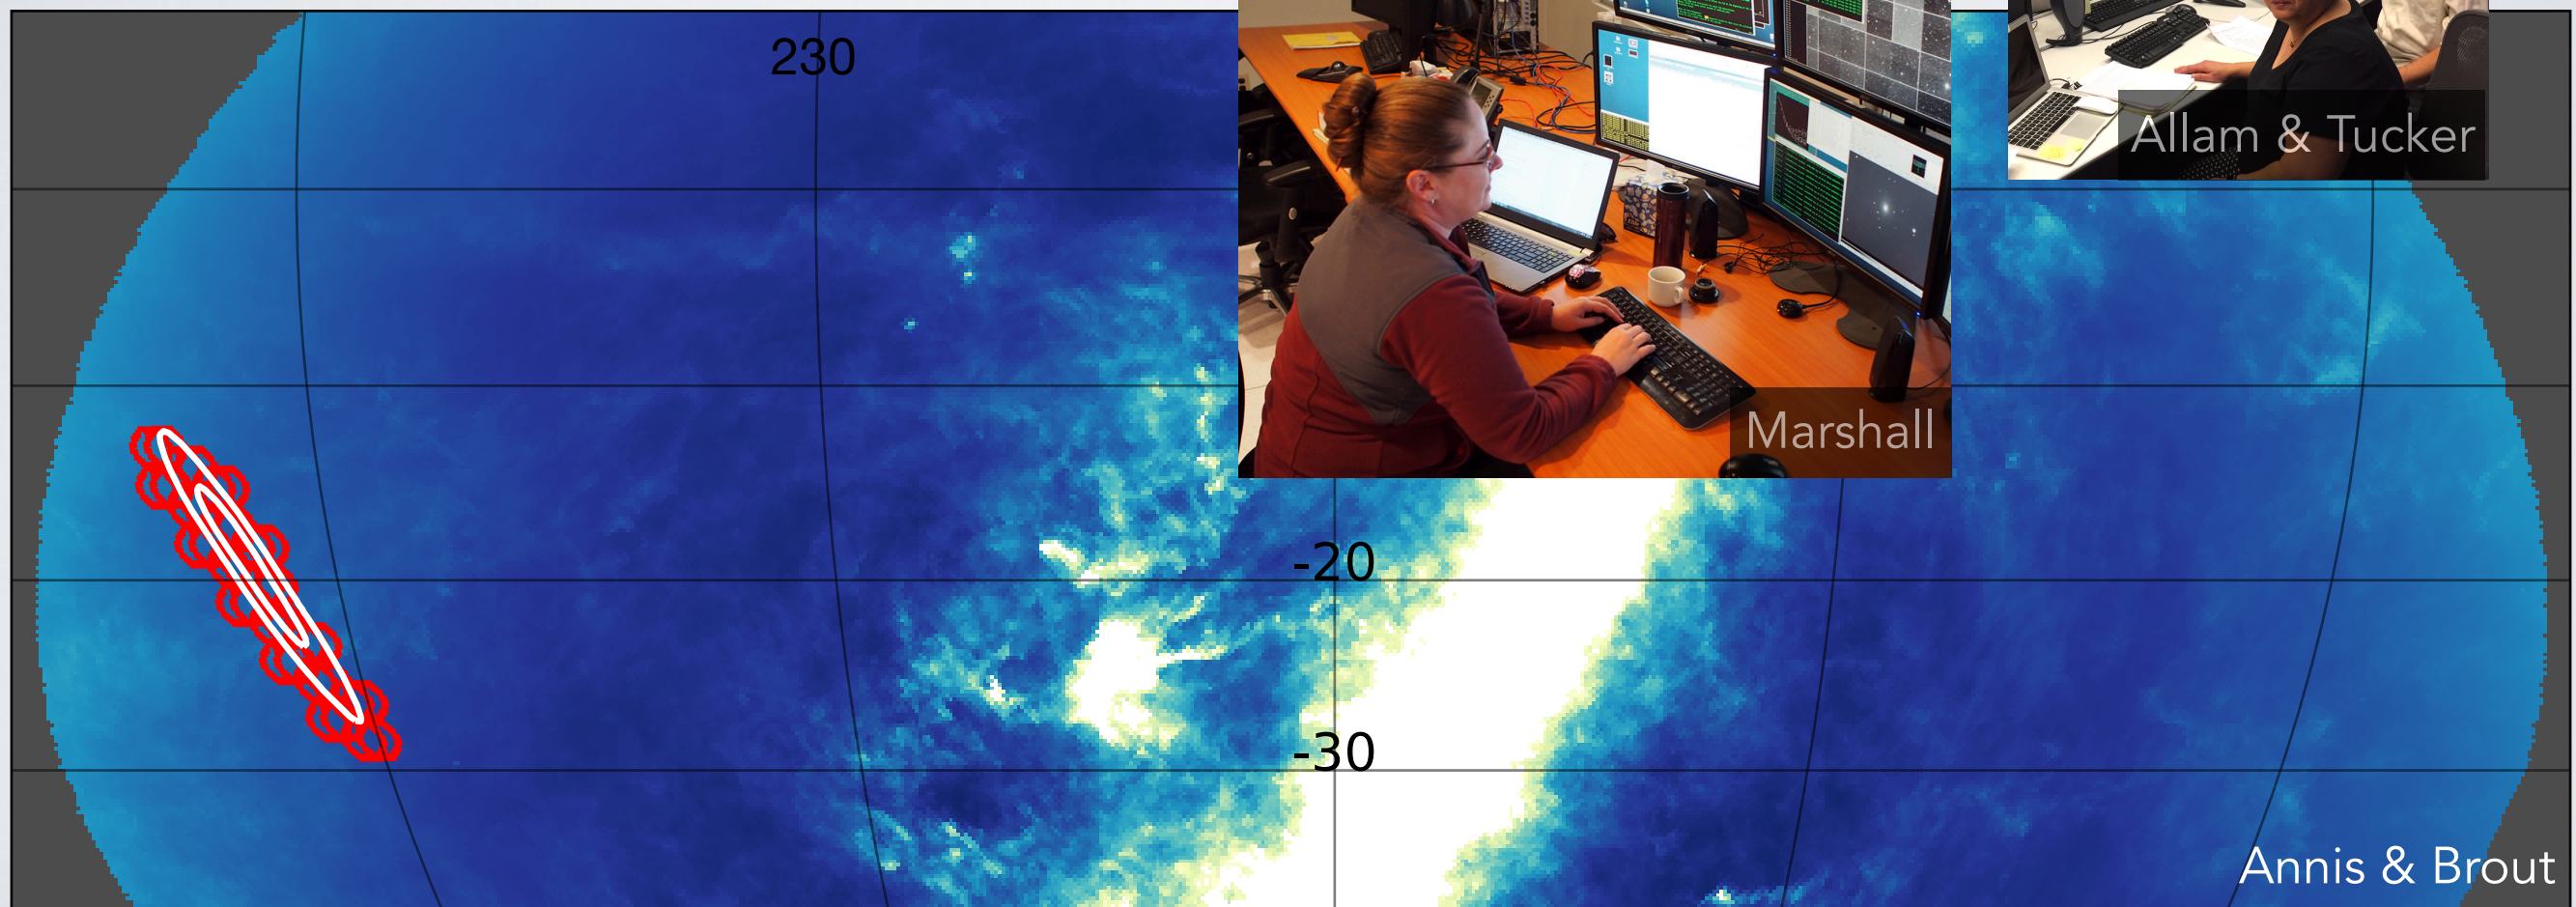 230
Allam & Tucker
Marshall
-20
-30
Annis & Brout